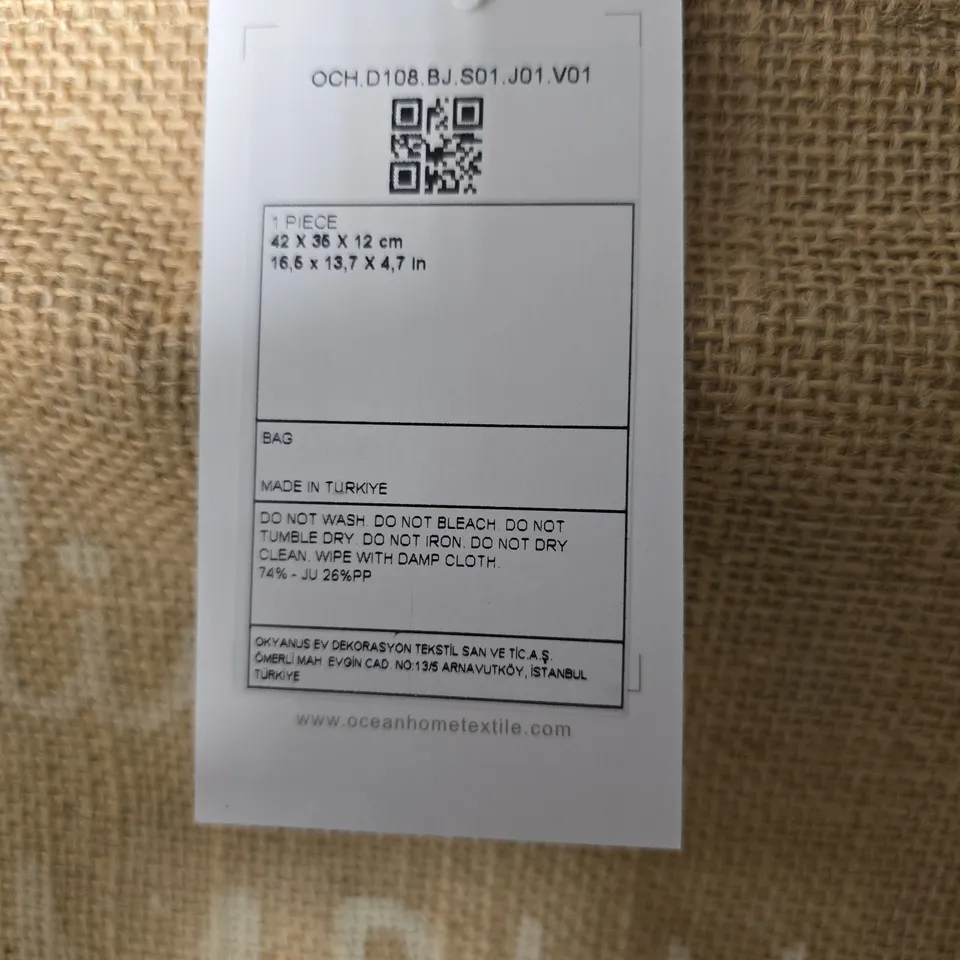 OCH.D108.BJ.S01.J01.V01
1 PIECE
42 X 35 X 12 cm
16,5 x 13,7 X 4,7 in
BAG
MADE IN TURKIYE
DO NOT WASH. DO NOT BLEACH. DO NOT
TUMBLE DRY. DO NOT IRON. DO NOT DRY
CLEAN. WIPE WITH DAMP CLOTH.
74% - JU 26%PP
OKYANUS EV DEKORASYON TEKSTİL SAN VE TİC.A.Ş.
ÖMERLİ MAH. EVGİN CAD. NO:13/5 ARNAVUTKÖY, İSTANBUL
TÜRKİYE
www.oceanhometextile.com